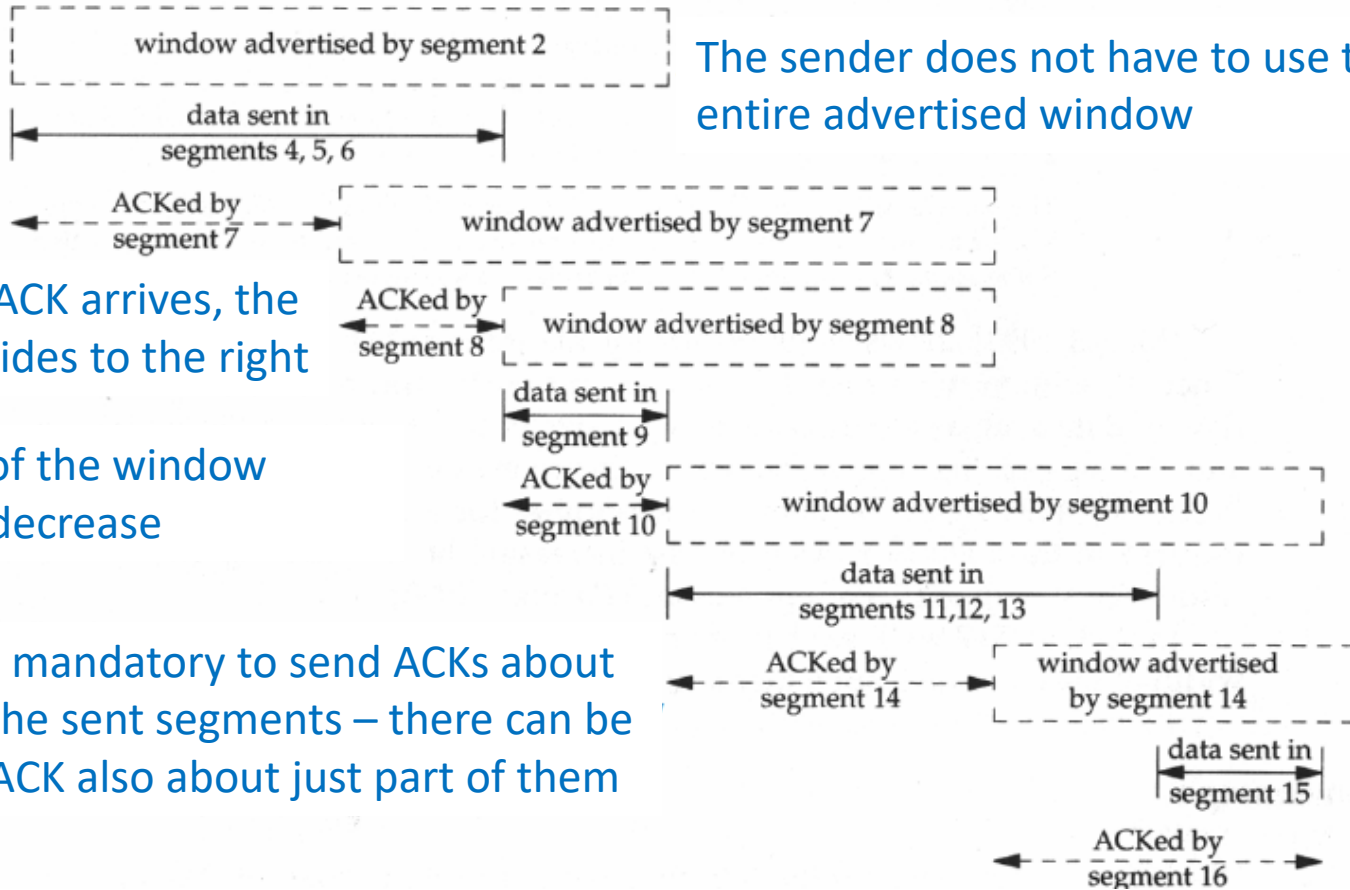 window advertised by segment 2
The sender does not have to use t
entire advertised window
data sent in
segments 4, 5, 6
ACKed by
segment 7
window advertised by segment 7
ACK arrives, the
ides to the right
ACKed by
segment 8
window advertised by segment 8
data sent in
segment 9
of the window
decrease
ACKed by
segment 10
window advertised by segment 10
data sent in
segments 11,12, 13
mandatory to send ACKs about
he sent segments – there can be
ACK also about just part of them
ACKed by
segment 14
window advertised
by segment 14
data sent in
segment 15
ACKed by
segment 16